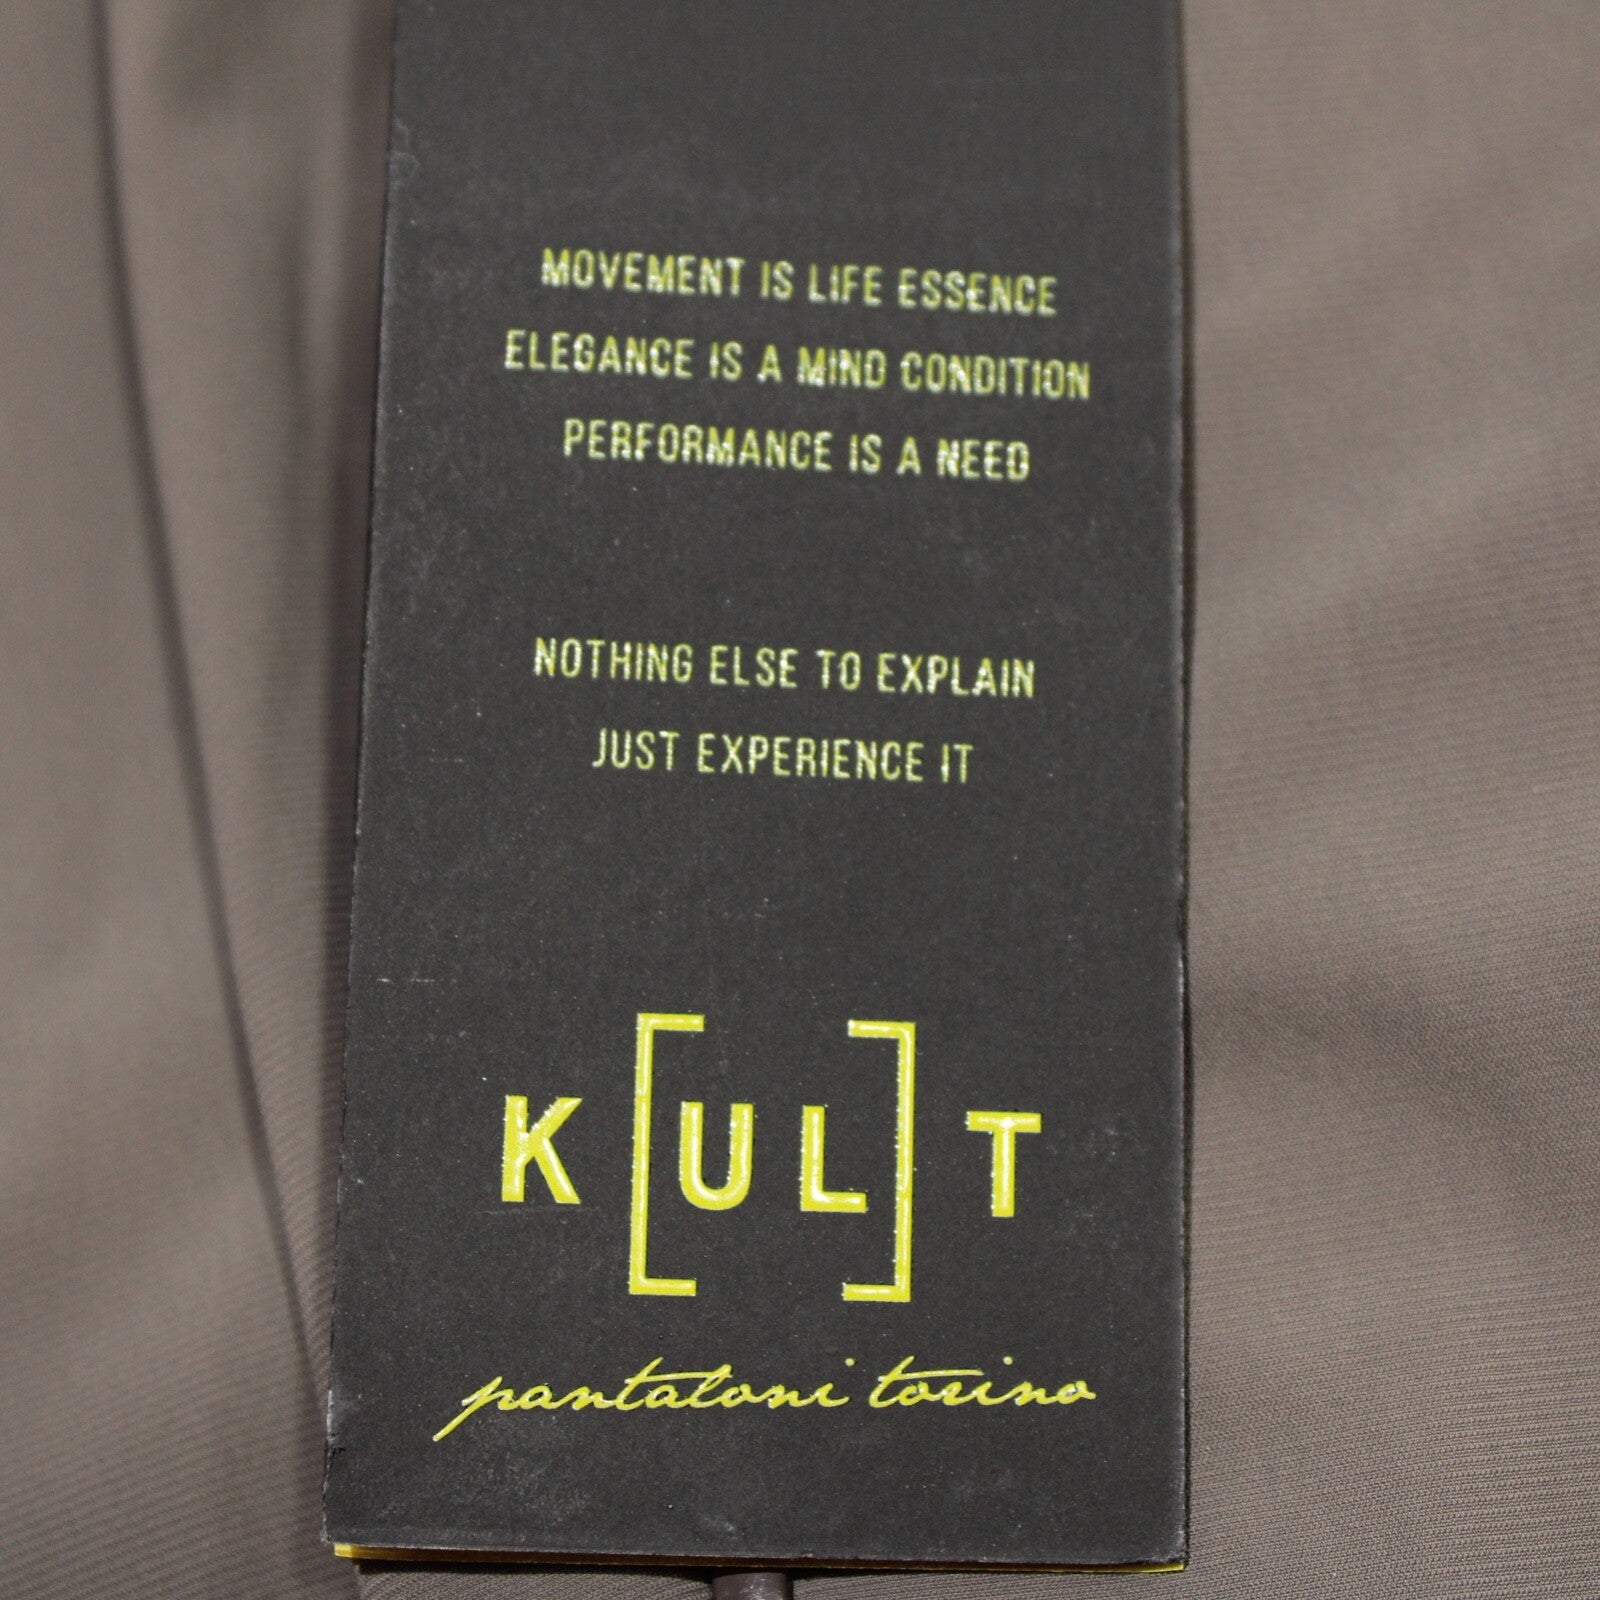 MOVEMENT IS LIFE ESSENCE
ELEGANCE IS A MIND CONDITION
PERFORMANCE IS A NEED
NOTHING ELSE TO EXPLAIN
JUST EXPERIENCE IT
K[UL]T
pantaloni torino